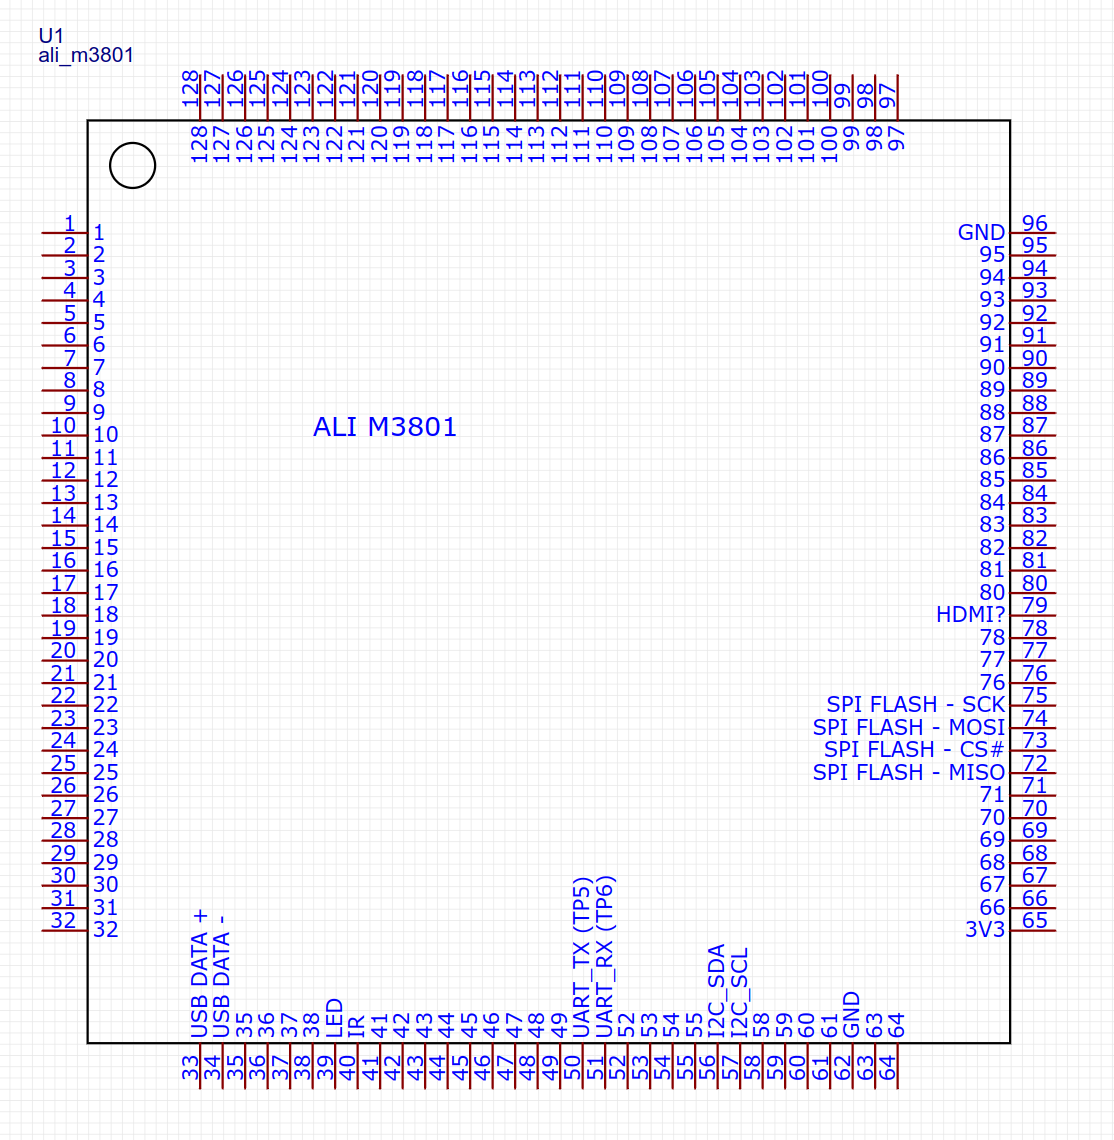 U1
ali_m3801
128 127 126 125 124 123 122 121 120 119 118 117 116 115 114 113 112 111 110 109 108 107 106 105 104 103 102 101 100 99 98 97
128 127 126 125 124 123 122 121 120 119 118 117 116 115 114 113 112 111 110 109 108 107 106 105 104 103 102 101 100 99 98 97
1 1 GND 96
2 2 95 95
3 3 94 94
4 4 93 93
5 5 92 92
6 6 91 91
7 7 90 90
8 8 89 89
9 9 88 88
ALI M3801
10 10 87 87
11 11 86 86
12 12 85 85
13 13 84 84
14 14 83 83
15 15 82 82
16 16 81 81
17 17 80 80
18 18 HDMI? 79
19 19 78 78
20 20 77 77
21 21 76 76
22 22 SPI FLASH - SCK 75
23 23 SPI FLASH - MOSI 74
24 24 SPI FLASH - CS# 73
25 25 SPI FLASH - MISO 72
26 26 71 71
27 27 70 70
28 28 69 69
29 29 68 68
30 30 67 67
31 31 66 66
32 32 3V3 65
USB DATA + USB DATA - 35 36 37 38 LED IR 41 42 43 44 45 46 47 48 49 UART_TX (TP5) UART_RX (TP6) 52 53 54 55 I2C_SDA I2C_SCL 58 59 60 61 GND 63 64
33 34 35 36 37 38 39 40 41 42 43 44 45 46 47 48 49 50 51 52 53 54 55 56 57 58 59 60 61 62 63 64